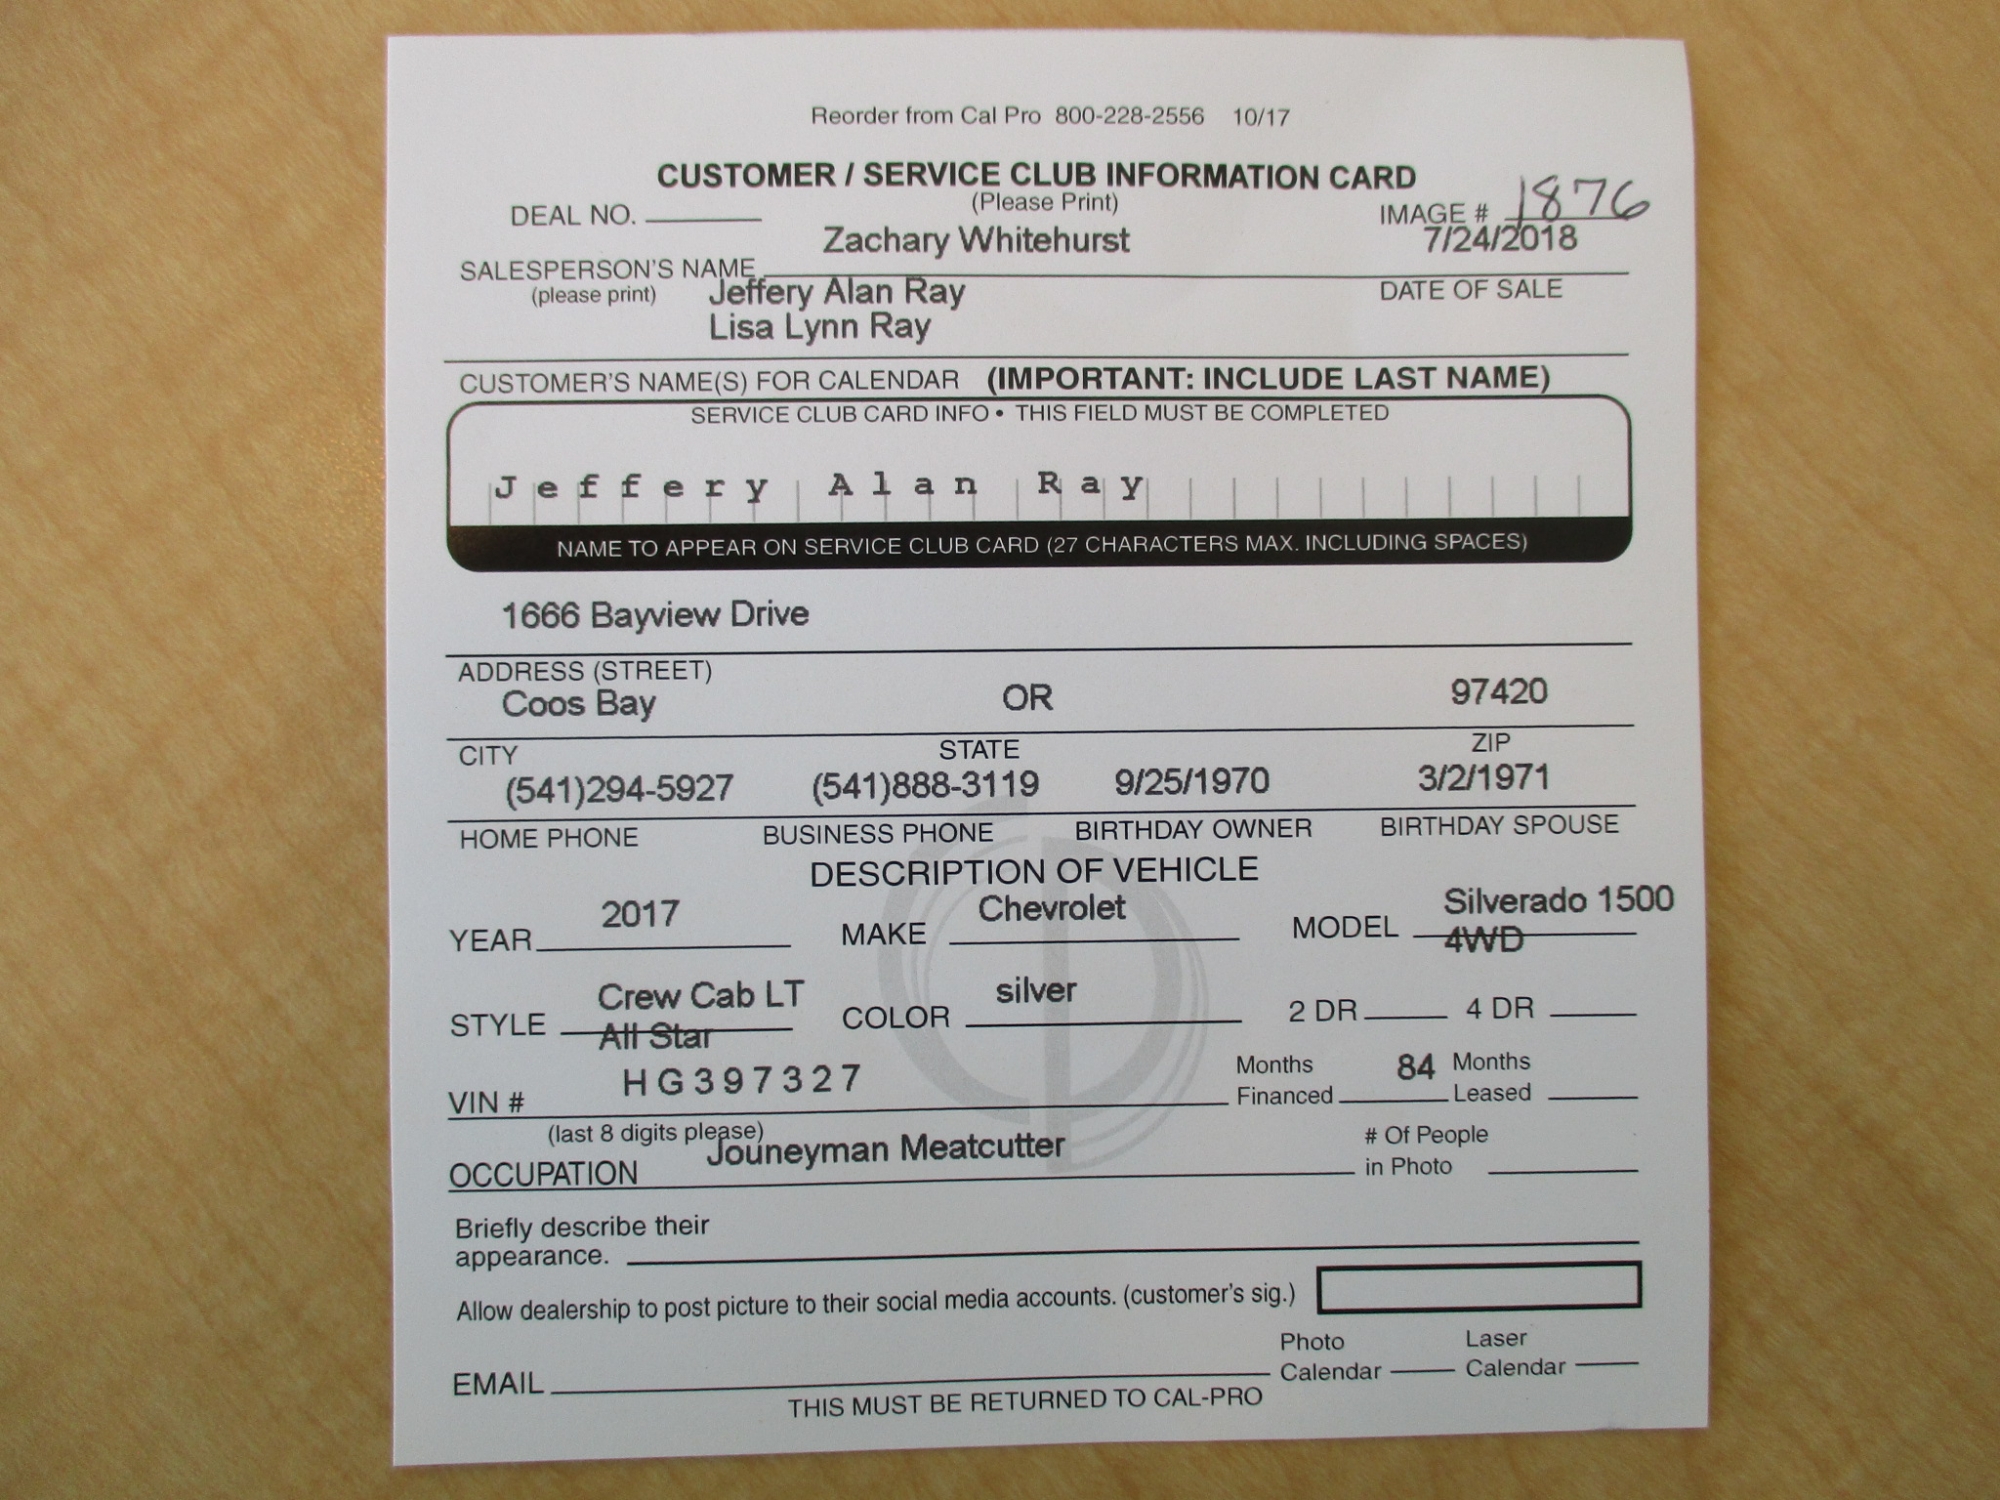 Reorder from Cal Pro 800-228-2556 10/17
CUSTOMER / SERVICE CLUB INFORMATION CARD
(Please Print)
DEAL NO.
IMAGE # 1876
Zachary Whitehurst 7/24/2018
SALESPERSON'S NAME
(please print)
DATE OF SALE
Jeffery Alan Ray
Lisa Lynn Ray
CUSTOMER'S NAME(S) FOR CALENDAR (IMPORTANT: INCLUDE LAST NAME)
SERVICE CLUB CARD INFO • THIS FIELD MUST BE COMPLETED
Jeffery Alan Ray
NAME TO APPEAR ON SERVICE CLUB CARD (27 CHARACTERS MAX. INCLUDING SPACES)
1666 Bayview Drive
ADDRESS (STREET)
Coos Bay OR 97420
CITY STATE ZIP
(541)294-5927 (541)888-3119 9/25/1970 3/2/1971
HOME PHONE BUSINESS PHONE BIRTHDAY OWNER BIRTHDAY SPOUSE
DESCRIPTION OF VEHICLE
YEAR 2017 MAKE Chevrolet MODEL Silverado 1500
4WD
STYLE Crew Cab LT COLOR silver 2 DR 4 DR
All Star
VIN # HG397327 Months Financed 84 Months Leased
(last 8 digits please)
OCCUPATION Jouneyman Meatcutter # Of People in Photo
Briefly describe their
appearance.
Allow dealership to post picture to their social media accounts. (customer's sig.)
EMAIL Photo Calendar Laser Calendar
THIS MUST BE RETURNED TO CAL-PRO